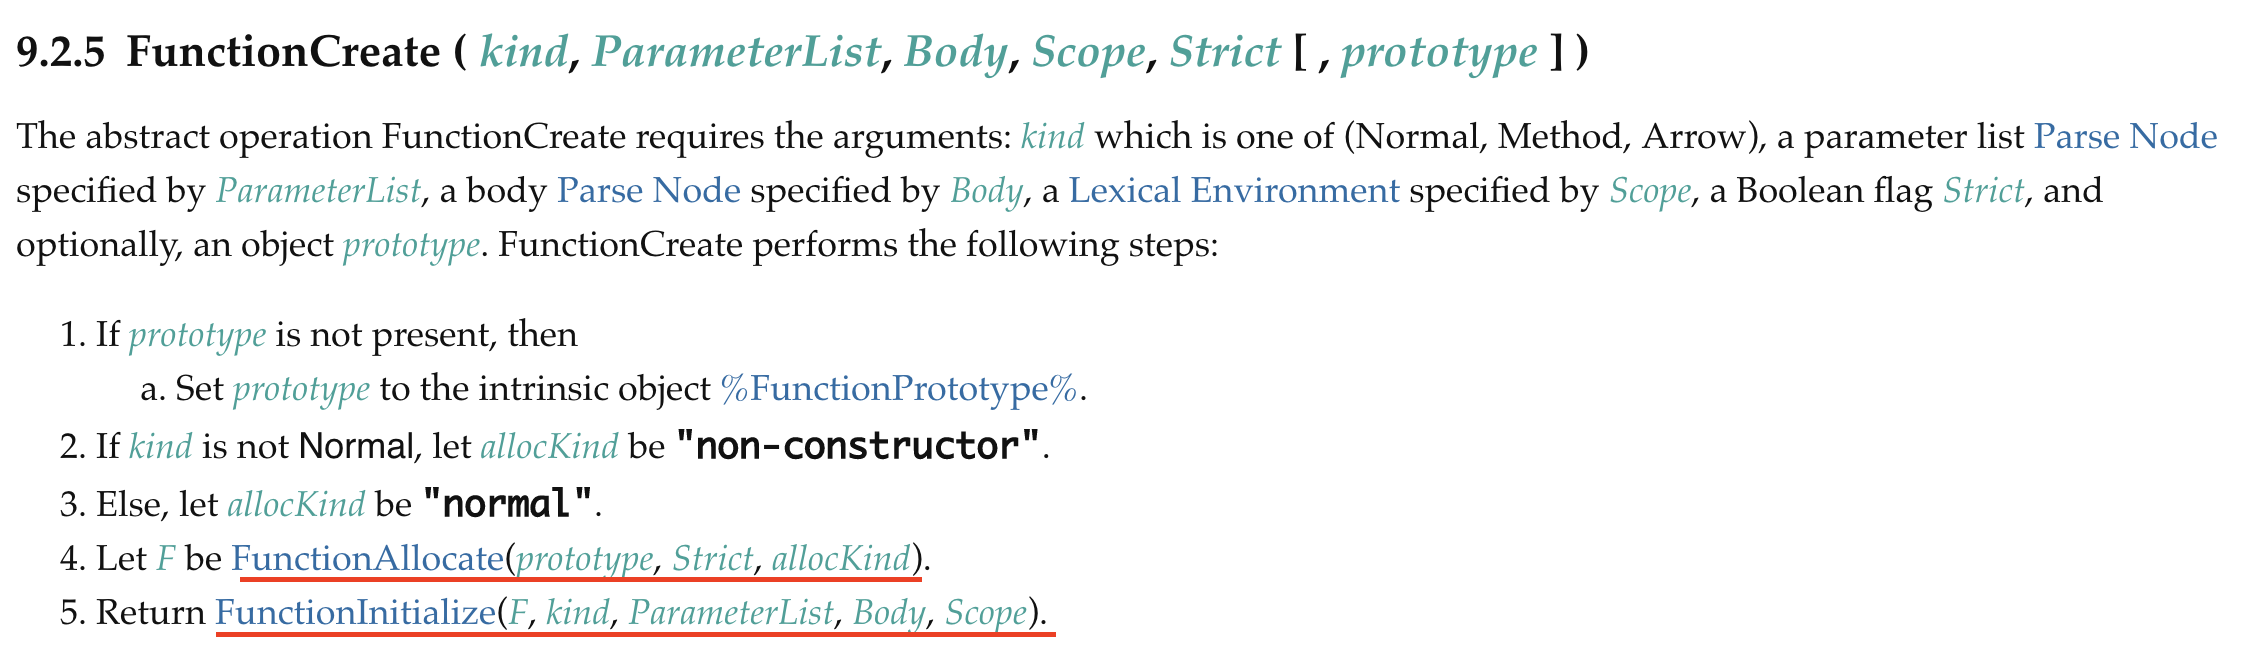 9.2.5 FunctionCreate ( kind, ParameterList, Body, Scope, Strict [ , prototype ] )
The abstract operation FunctionCreate requires the arguments: kind which is one of (Normal, Method, Arrow), a parameter list Parse Node
specified by ParameterList, a body Parse Node specified by Body, a Lexical Environment specified by Scope, a Boolean flag Strict, and
optionally, an object prototype. FunctionCreate performs the following steps:
1. If prototype is not present, then
a. Set prototype to the intrinsic object %FunctionPrototype%.
2. If kind is not Normal, let allocKind be "non-constructor".
3. Else, let allocKind be "normal".
4. Let F be FunctionAllocate(prototype, Strict, allocKind).
5. Return FunctionInitialize(F, kind, ParameterList, Body, Scope).